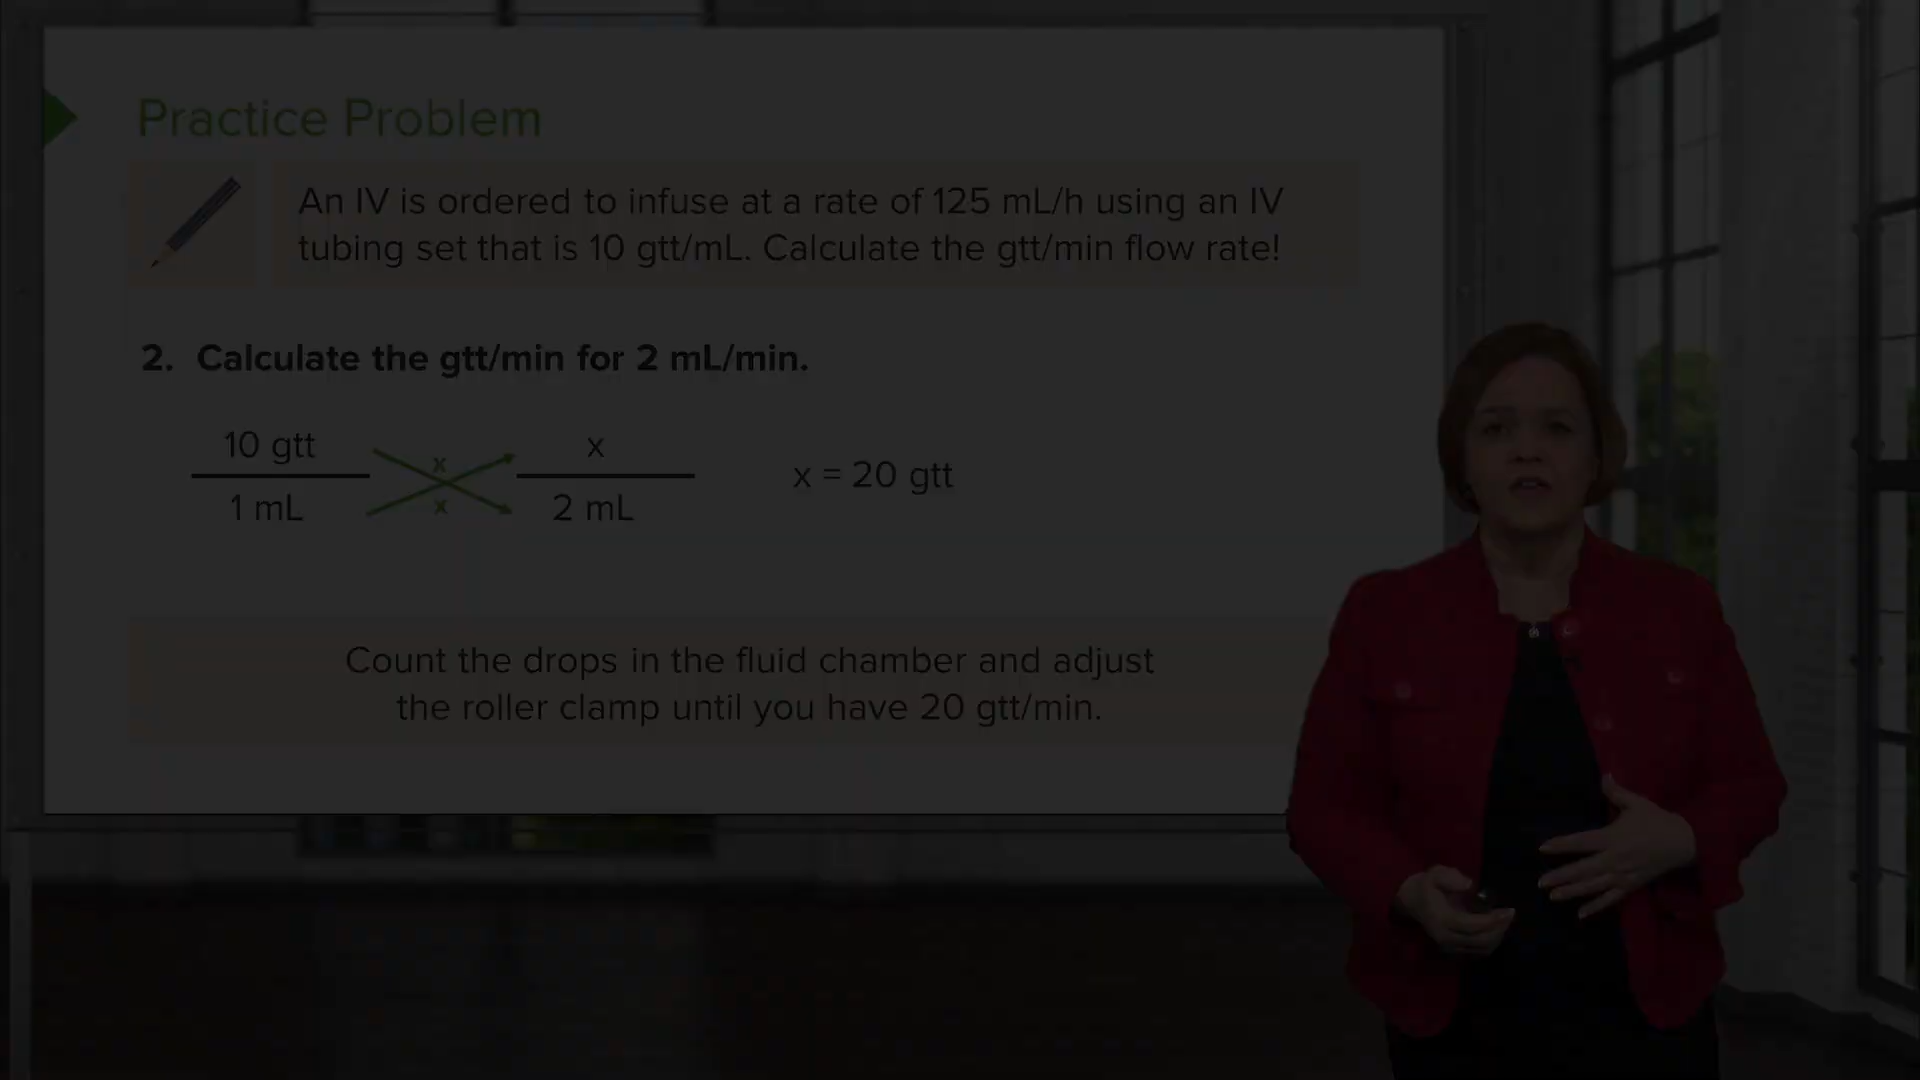 Practice Problem
An IV is ordered to infuse at a rate of 125 mL/h using an IV
tubing set that is 10 gtt/mL. Calculate the gtt/min flow rate!
2. Calculate the gtt/min for 2 mL/min.
10 gtt x x x = 20 gtt
1 mL x 2 mL
Count the drops in the fluid chamber and adjust
the roller clamp until you have 20 gtt/min.